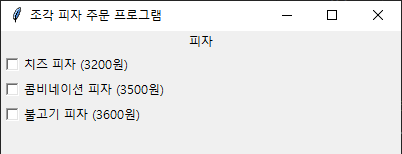 조각 피자 주문 프로그램
피자
치즈 피자 (3200원)
콤비네이션 피자 (3500원)
불고기 피자 (3600원)